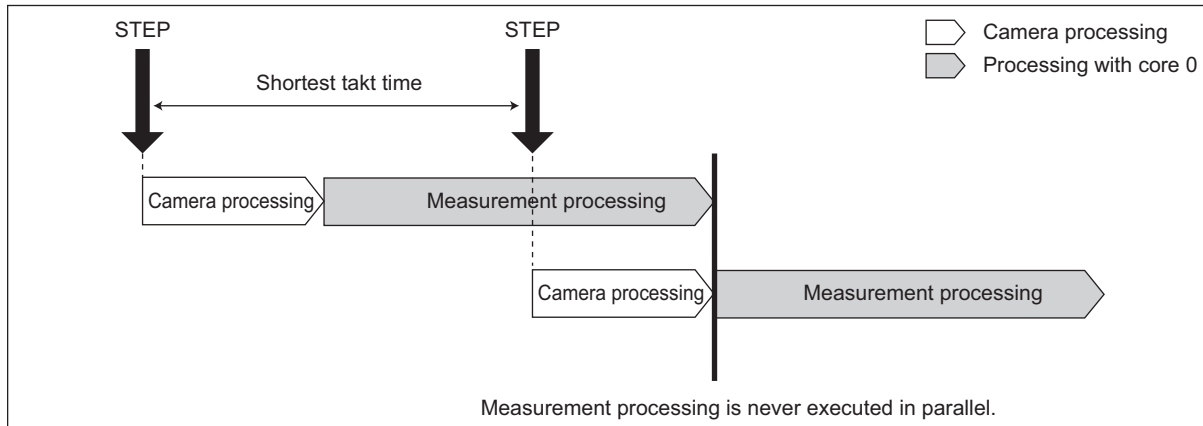 STEP
STEP
Camera processing
Processing with core 0
Shortest takt time
Camera processing
Measurement processing
Camera processing
Measurement processing
Measurement processing is never executed in parallel.